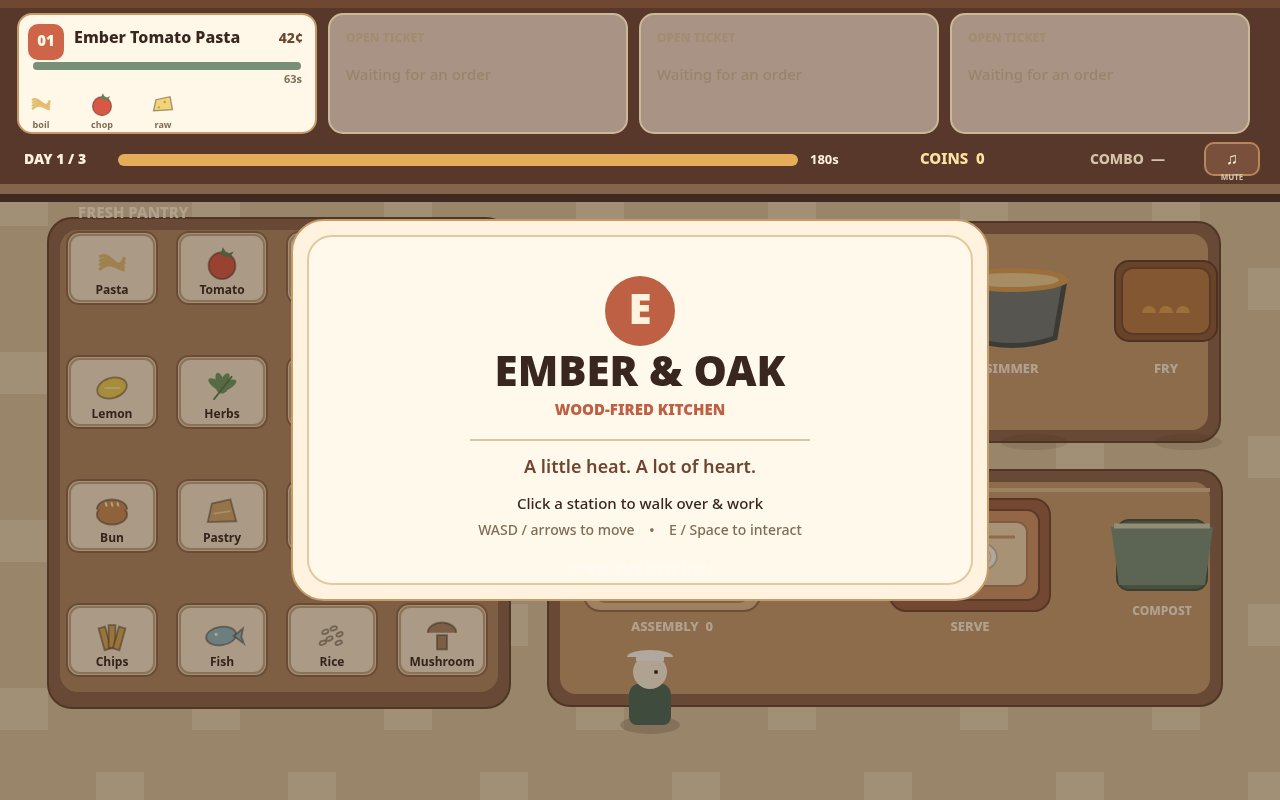 01 Ember Tomato Pasta 42¢
63s
boil chop raw
OPEN TICKET
Waiting for an order
OPEN TICKET
Waiting for an order
OPEN TICKET
Waiting for an order
DAY 1 / 3
180s
COINS 0
COMBO —
♫
MUTE
FRESH PANTRY
Pasta
Tomato
Lemon
Herbs
Bun
Pastry
Chips
Fish
Rice
Mushroom
E
EMBER & OAK
WOOD-FIRED KITCHEN
A little heat. A lot of heart.
Click a station to walk over & work
WASD / arrows to move • E / Space to interact
SIMMER
FRY
ASSEMBLY 0
SERVE
COMPOST